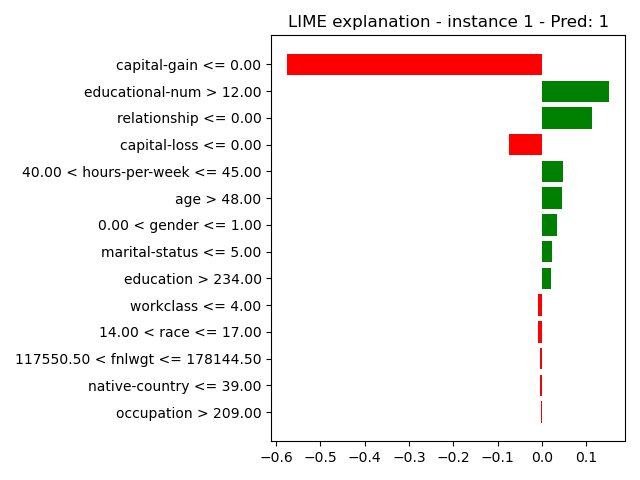 LIME explanation - instance 1 - Pred: 1
capital-gain <= 0.00
educational-num > 12.00
relationship <= 0.00
capital-loss <= 0.00
40.00 < hours-per-week <= 45.00
age > 48.00
0.00 < gender <= 1.00
marital-status <= 5.00
education > 234.00
workclass <= 4.00
14.00 < race <= 17.00
117550.50 < fnlwgt <= 178144.50
native-country <= 39.00
occupation > 209.00
−0.6 −0.5 −0.4 −0.3 −0.2 −0.1 0.0 0.1